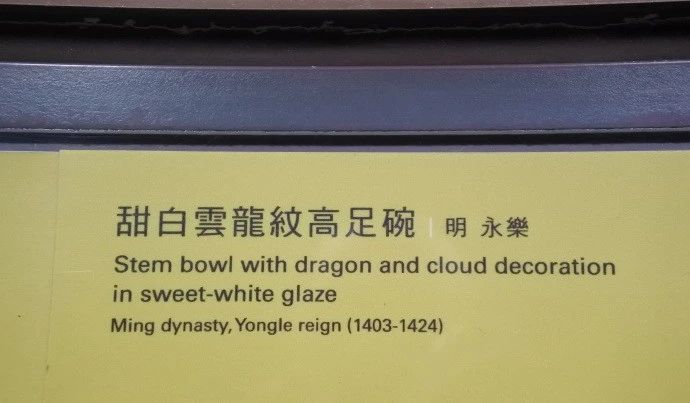 甜白雲龍紋高足碗 | 明 永樂
Stem bowl with dragon and cloud decoration
in sweet-white glaze
Ming dynasty, Yongle reign (1403-1424)